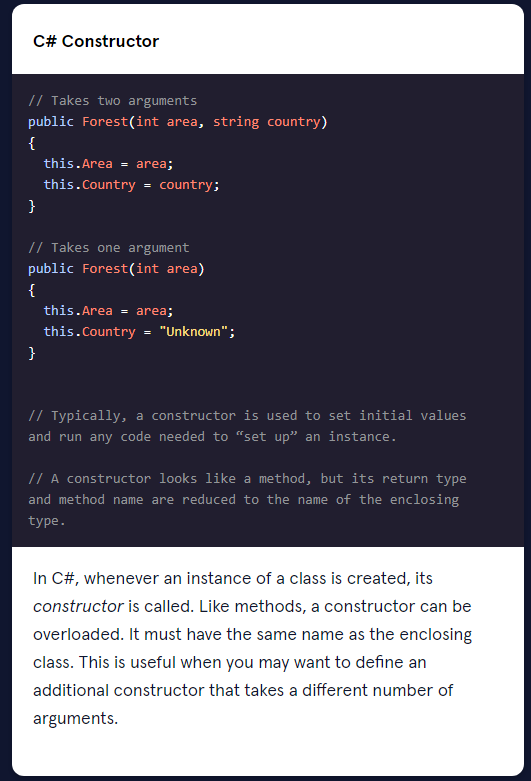 C# Constructor
// Takes two arguments
public Forest(int area, string country)
{
  this.Area = area;
  this.Country = country;
}
// Takes one argument
public Forest(int area)
{
  this.Area = area;
  this.Country = "Unknown";
}
// Typically, a constructor is used to set initial values
and run any code needed to “set up” an instance.
// A constructor looks like a method, but its return type
and method name are reduced to the name of the enclosing
type.
In C#, whenever an instance of a class is created, its
constructor is called. Like methods, a constructor can be
overloaded. It must have the same name as the enclosing
class. This is useful when you may want to define an
additional constructor that takes a different number of
arguments.